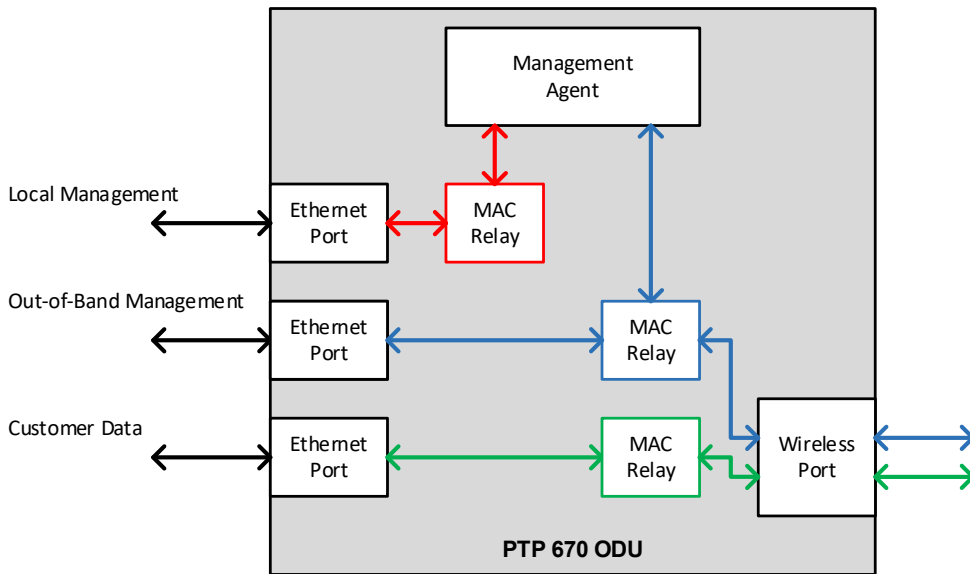 Management
Agent
Local Management
Ethernet
Port
MAC
Relay
Out-of-Band Management
Ethernet
Port
MAC
Relay
Customer Data
Ethernet
Port
MAC
Relay
Wireless
Port
PTP 670 ODU